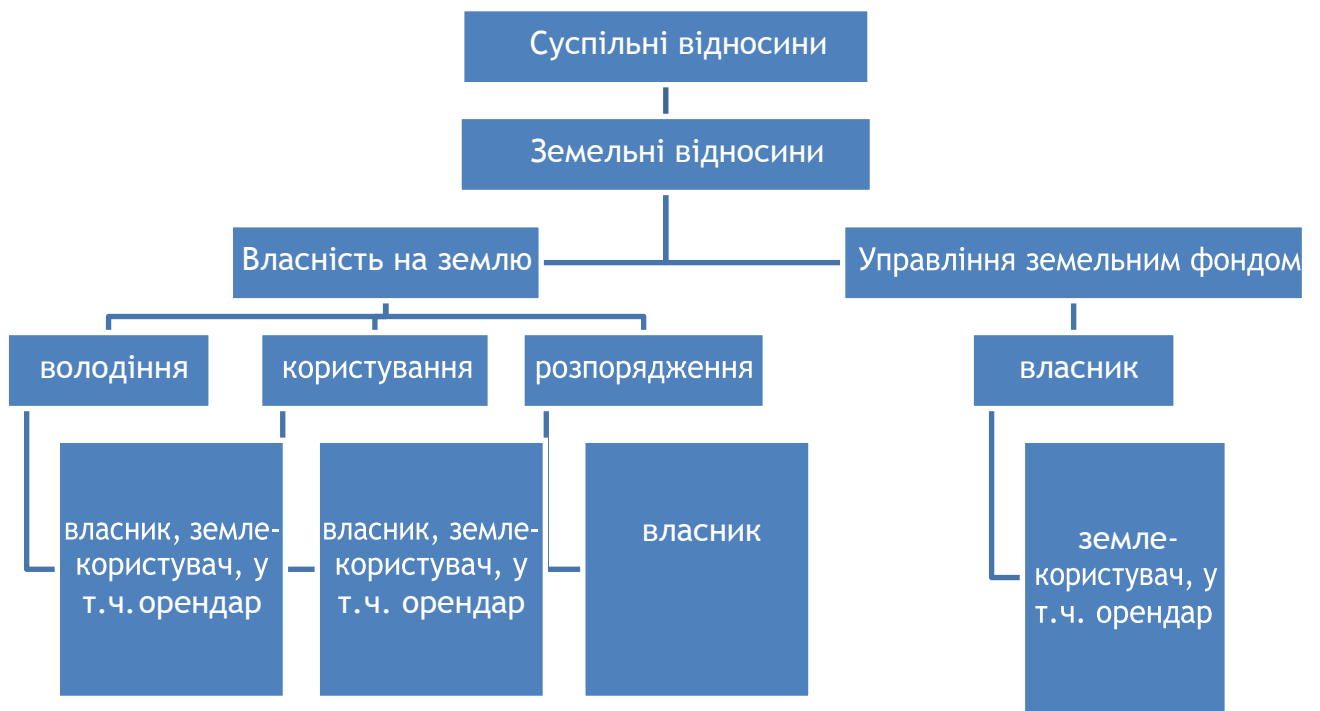 Суспільні відносини
Земельні відносини
Власність на землю
Управління земельним фондом
володіння
користування
розпорядження
власник
власник, земле-
користувач, у
т.ч. орендар
власник, земле-
користувач, у
т.ч. орендар
власник
земле-
користувач, у
т.ч. орендар